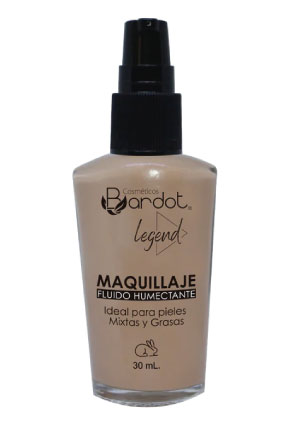 Cosméticos
Bardot®
Legend
MAQUILLAJE
FLUIDO HUMECTANTE
Ideal para pieles
Mixtas y Grasas
30 mL.